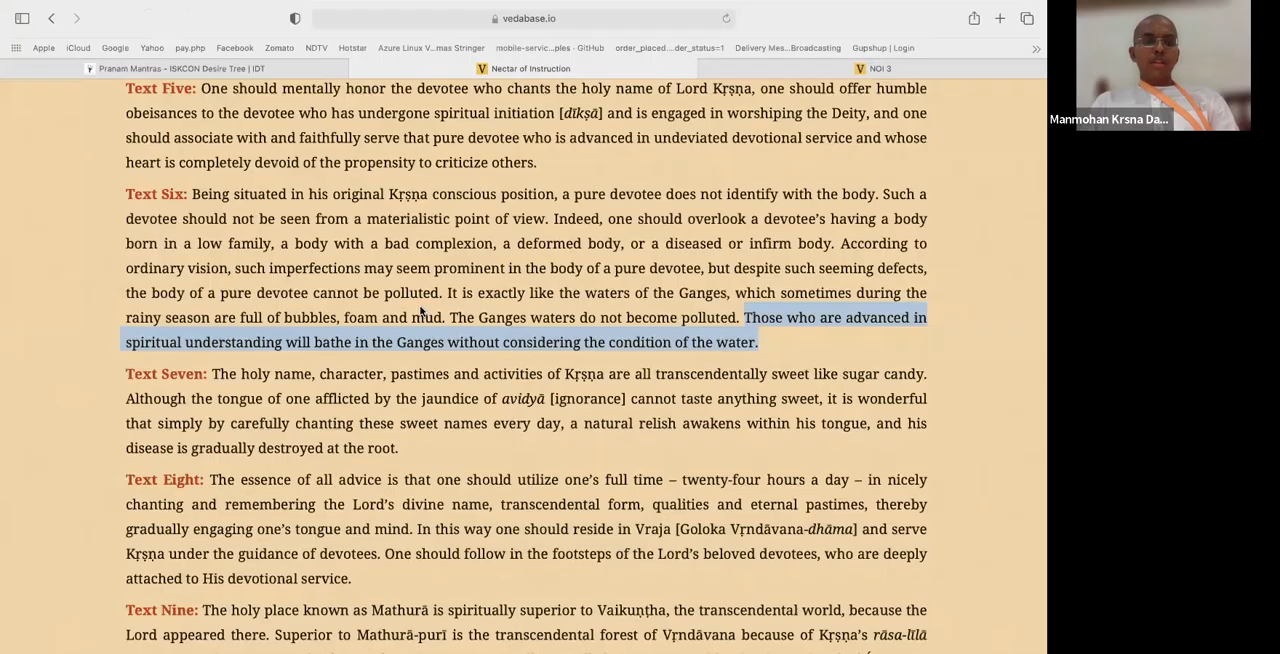 vedabase.io
Apple iCloud Google Yahoo pay.php Facebook Zomato NDTV Hotstar Azure Linux V...mas Stringer mobile-servic...ples · GitHub order_placed....der_status=1 Delivery Mes...Broadcasting Gupshup | Login
Pranam Mantras - ISKCON Desire Tree | IDT Nectar of Instruction NOI 3
Text Five: One should mentally honor the devotee who chants the holy name of Lord Kṛṣṇa, one should offer humble
obeisances to the devotee who has undergone spiritual initiation [dīkṣā] and is engaged in worshiping the Deity, and one
should associate with and faithfully serve that pure devotee who is advanced in undeviated devotional service and whose
heart is completely devoid of the propensity to criticize others.
Text Six: Being situated in his original Kṛṣṇa conscious position, a pure devotee does not identify with the body. Such a
devotee should not be seen from a materialistic point of view. Indeed, one should overlook a devotee’s having a body
born in a low family, a body with a bad complexion, a deformed body, or a diseased or infirm body. According to
ordinary vision, such imperfections may seem prominent in the body of a pure devotee, but despite such seeming defects,
the body of a pure devotee cannot be polluted. It is exactly like the waters of the Ganges, which sometimes during the
rainy season are full of bubbles, foam and mud. The Ganges waters do not become polluted. Those who are advanced in
spiritual understanding will bathe in the Ganges without considering the condition of the water.
Text Seven: The holy name, character, pastimes and activities of Kṛṣṇa are all transcendentally sweet like sugar candy.
Although the tongue of one afflicted by the jaundice of avidyā [ignorance] cannot taste anything sweet, it is wonderful
that simply by carefully chanting these sweet names every day, a natural relish awakens within his tongue, and his
disease is gradually destroyed at the root.
Text Eight: The essence of all advice is that one should utilize one’s full time – twenty-four hours a day – in nicely
chanting and remembering the Lord’s divine name, transcendental form, qualities and eternal pastimes, thereby
gradually engaging one’s tongue and mind. In this way one should reside in Vraja [Goloka Vṛndāvana-dhāma] and serve
Kṛṣṇa under the guidance of devotees. One should follow in the footsteps of the Lord’s beloved devotees, who are deeply
attached to His devotional service.
Text Nine: The holy place known as Mathurā is spiritually superior to Vaikuṇṭha, the transcendental world, because the
Lord appeared there. Superior to Mathurā-purī is the transcendental forest of Vṛndāvana because of Kṛṣṇa’s rāsa-līlā
Manmohan Krsna Da...